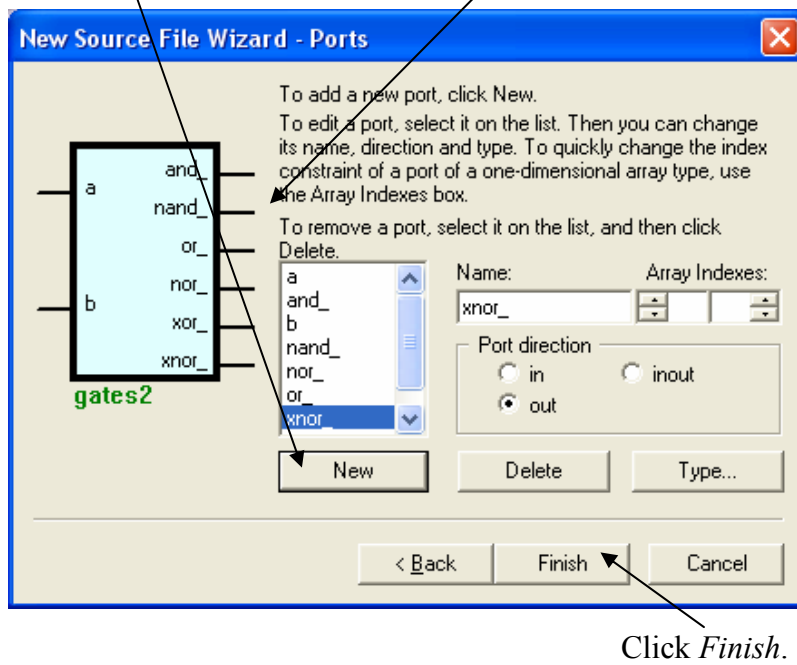 New Source File Wizard - Ports
To add a new port, click New.
To edit a port, select it on the list. Then you can change
its name, direction and type. To quickly change the index
constraint of a port of a one-dimensional array type, use
the Array Indexes box.
To remove a port, select it on the list, and then click
Delete.
a
b
and_
nand_
or_
nor_
xor_
xnor_
gates2
a
and_
b
nand_
nor_
or_
xnor_
Name:
Array Indexes:
xnor_
Port direction
in
inout
out
New
Delete
Type...
< Back
Finish
Cancel
Click Finish.